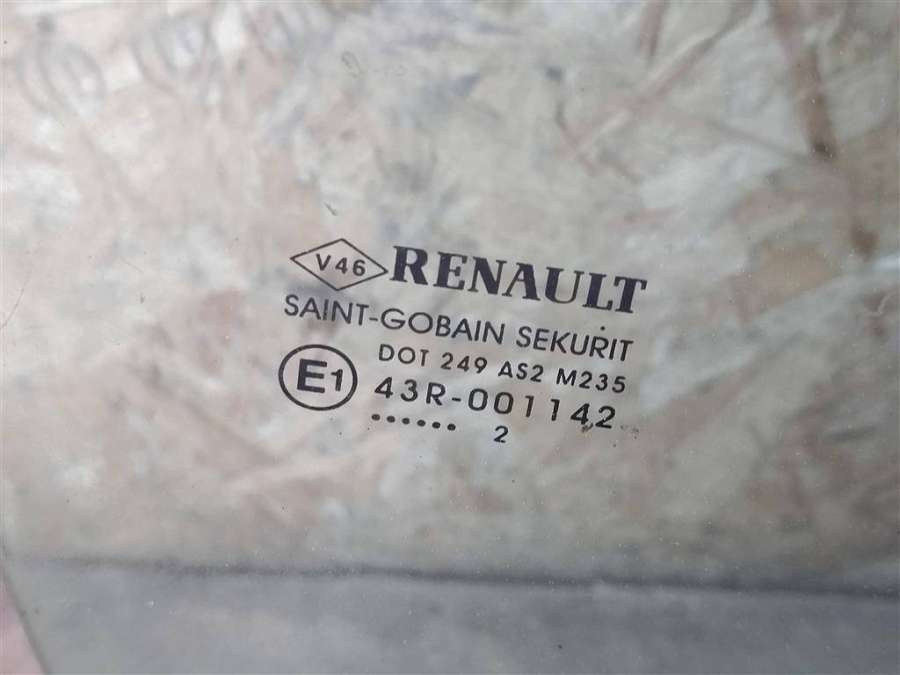 V46 RENAULT
SAINT-GOBAIN SEKURIT
DOT 249 AS2 M235
E1 43R-001142
...... 2